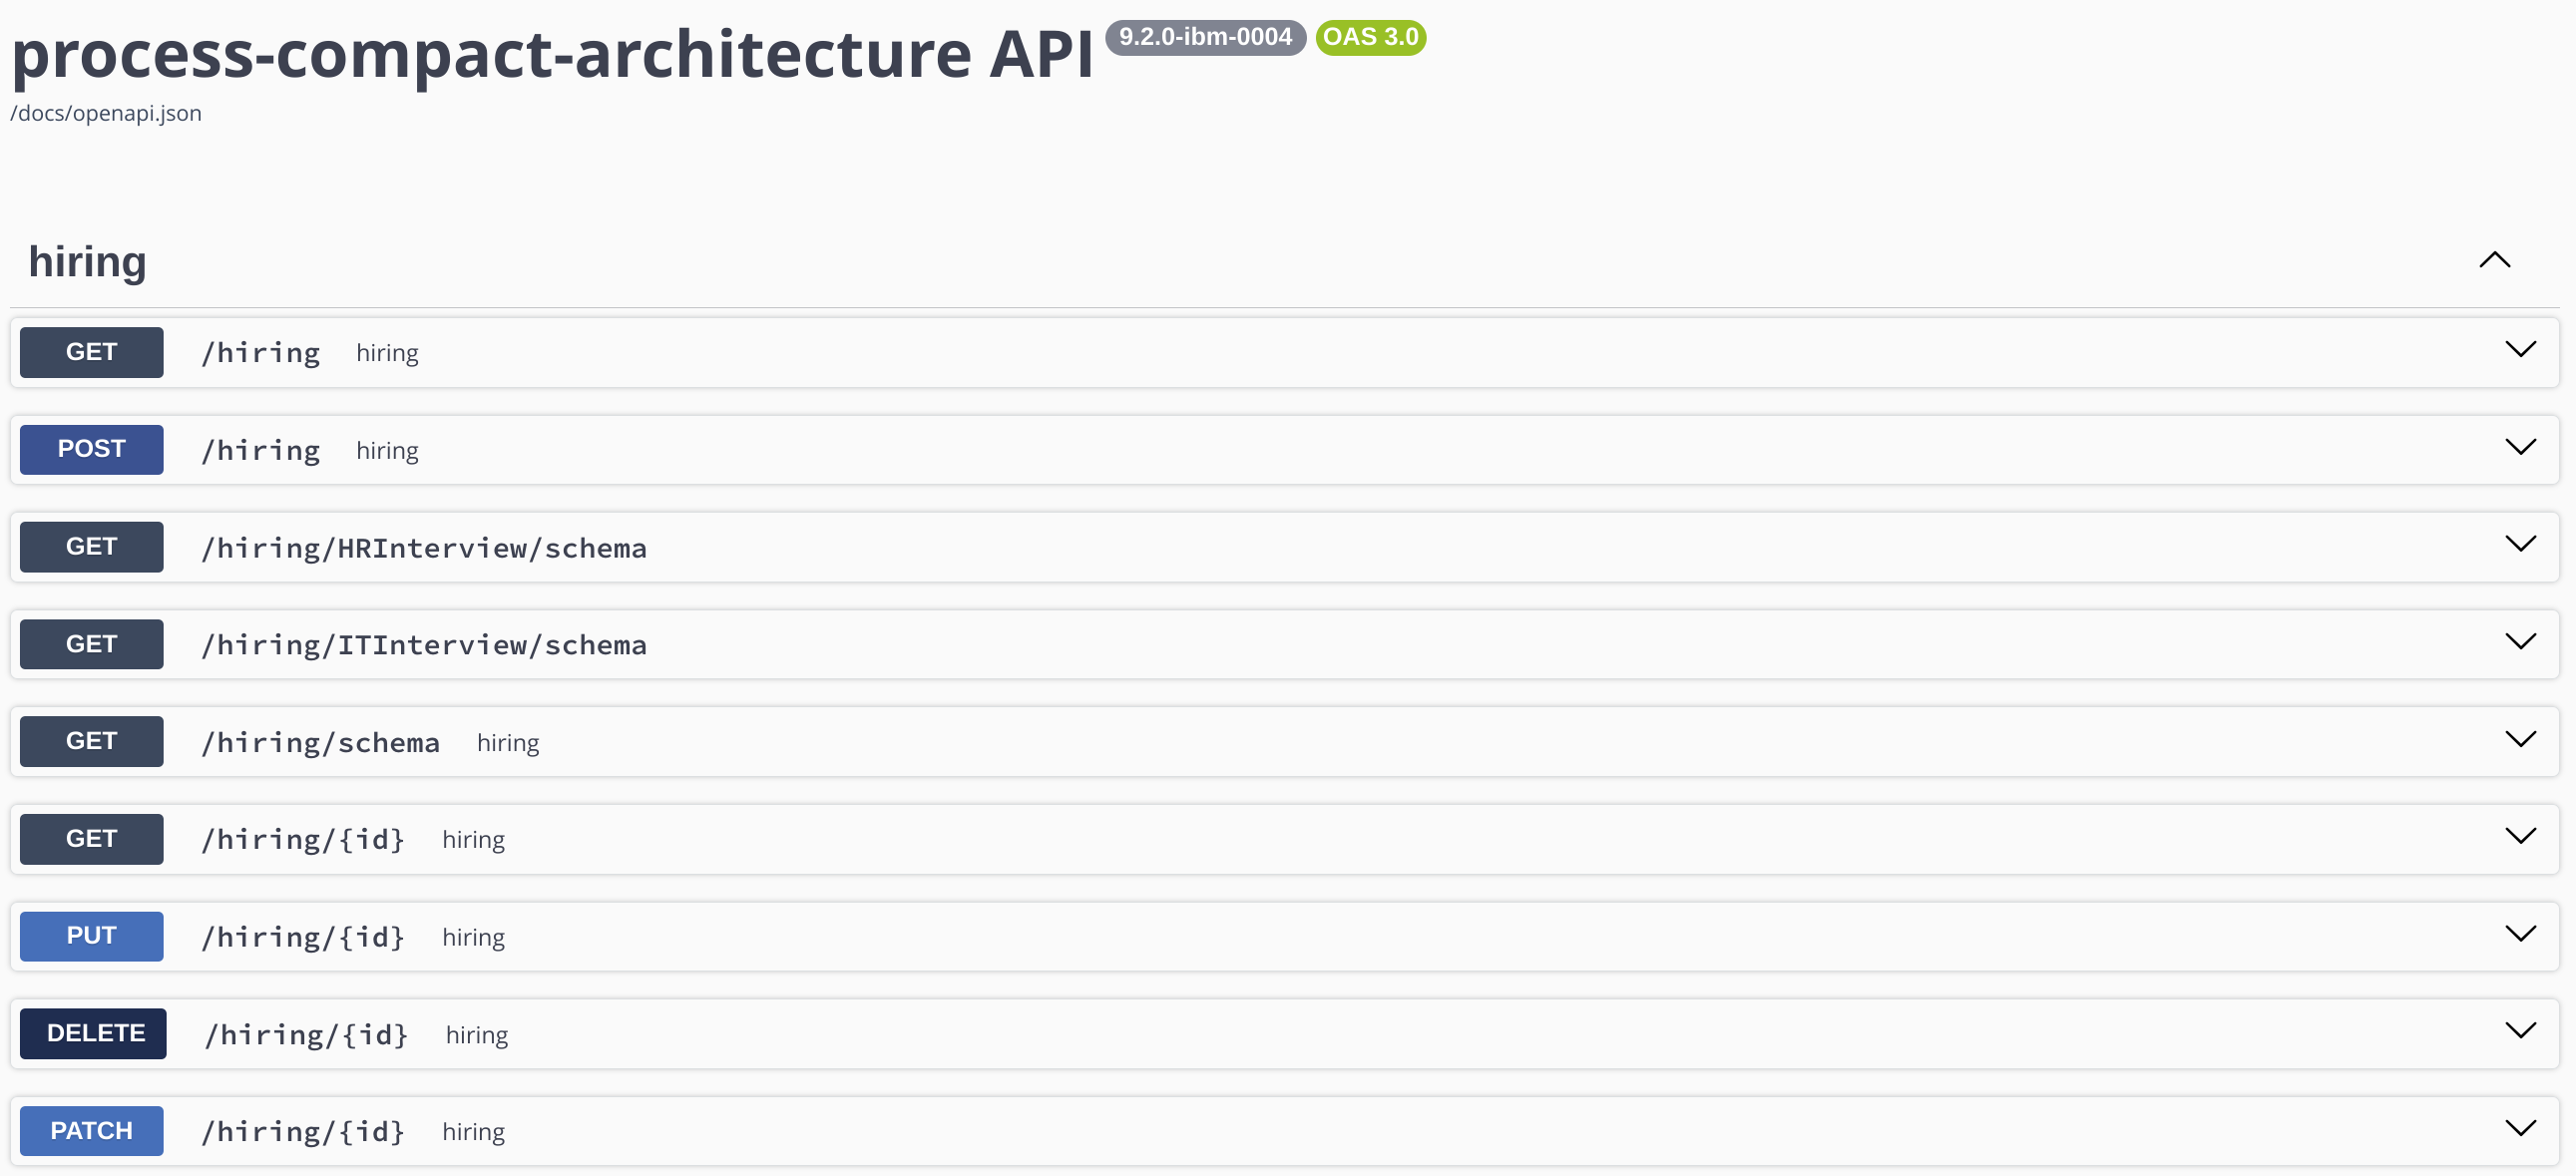 process-compact-architecture API 9.2.0-ibm-0004 OAS 3.0
/docs/openapi.json
hiring
GET /hiring hiring
POST /hiring hiring
GET /hiring/HRInterview/schema
GET /hiring/ITInterview/schema
GET /hiring/schema hiring
GET /hiring/{id} hiring
PUT /hiring/{id} hiring
DELETE /hiring/{id} hiring
PATCH /hiring/{id} hiring